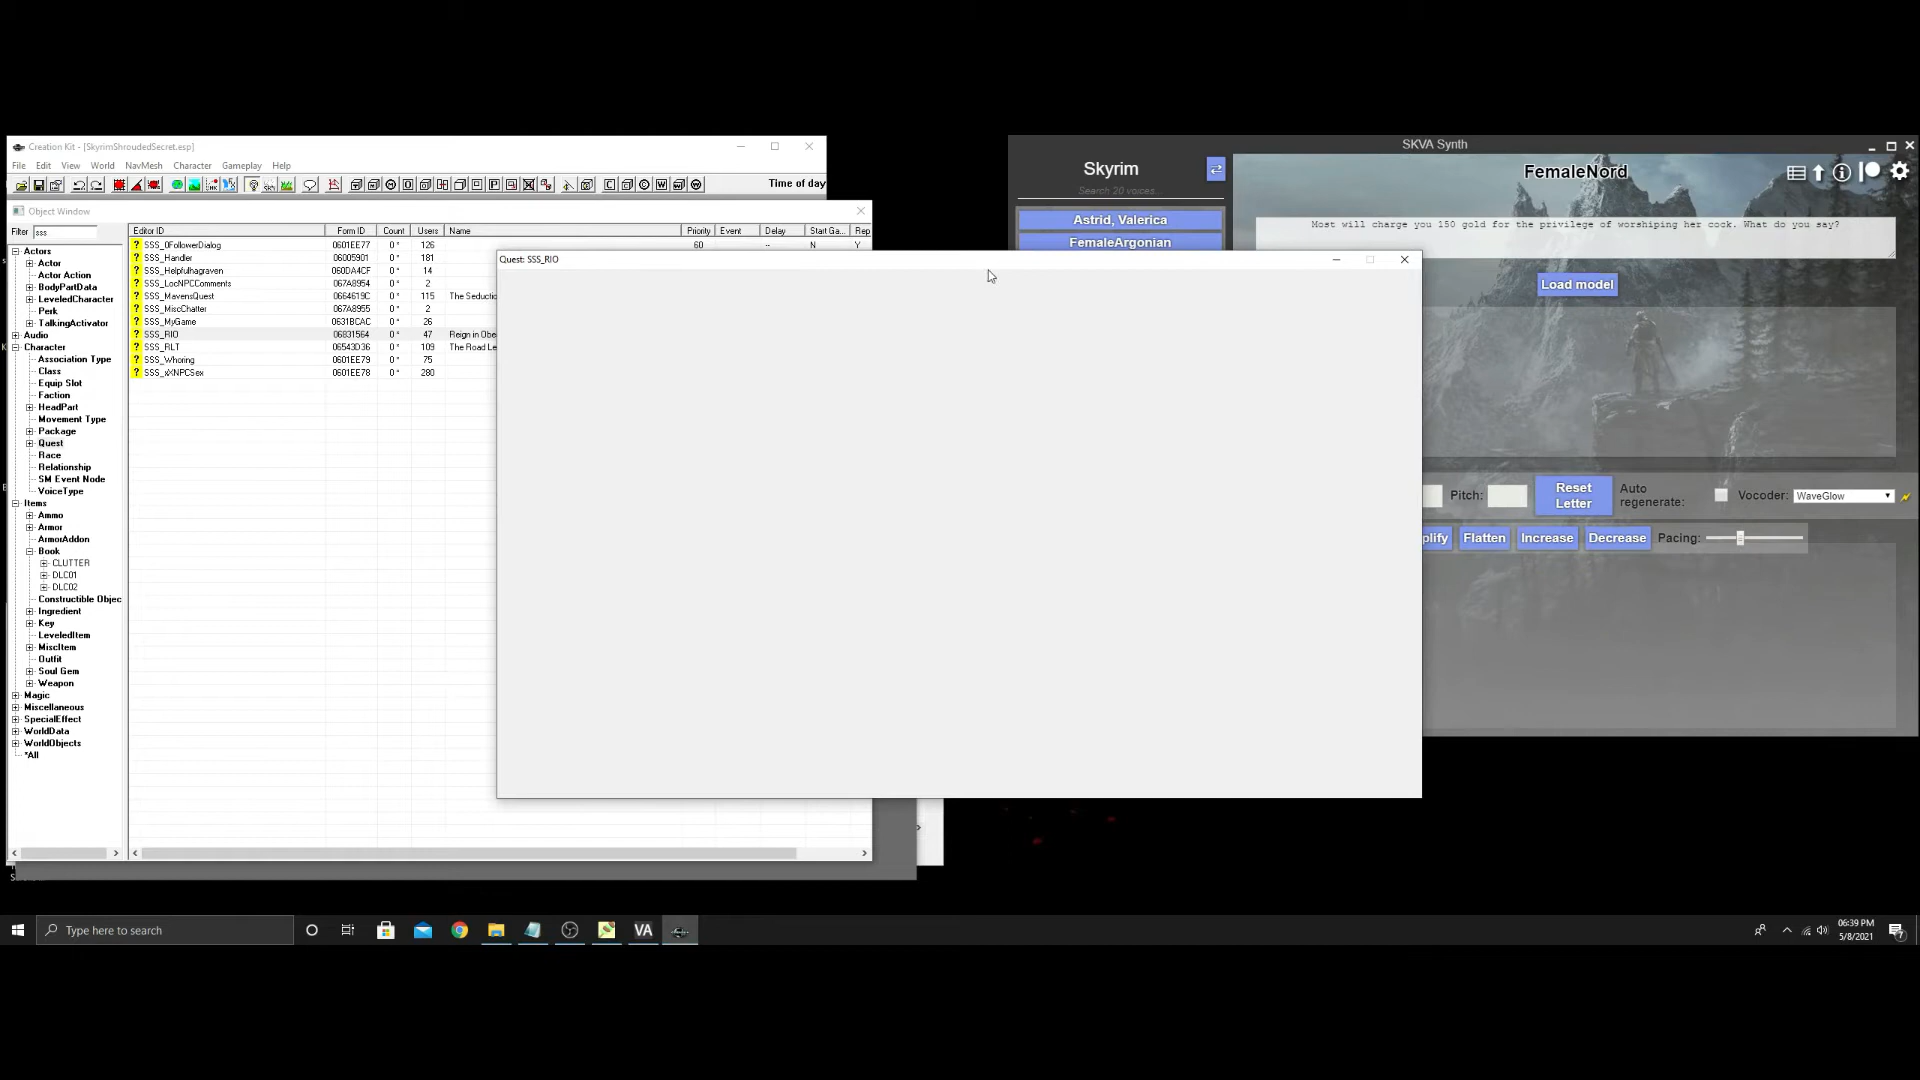 Creation Kit - [SkyrimShroudedSecret.esp]
File Edit View World NavMesh Character Gameplay Help
Time of day
Object Window
Filter sss
Editor ID Form ID Count Users Name Priority Event Delay Start Ga... Rep
SSS_0FollowerDialog 0601EE77 0 * 126 60 -- N Y
SSS_Handler 06005901 0 * 181
SSS_Helpfulhagraven 060DA4CF 0 * 14
SSS_LocNPCComments 067A8954 0 * 2
SSS_MavensQuest 0664619C 0 * 115 The Seductio
SSS_MiscChatter 067A8955 0 * 2
SSS_MyGame 0631BCAC 0 * 26
SSS_RIO 06831564 0 * 47 Reign in Obe
SSS_RLT 06543D36 0 * 109 The Road Le
SSS_Whoring 0601EE79 0 * 75
SSS_xXNPCSex 0601EE78 0 * 280
Actors
Actor
Actor Action
BodyPartData
LeveledCharacter
Perk
TalkingActivator
Audio
Character
Association Type
Class
Equip Slot
Faction
HeadPart
Movement Type
Package
Quest
Race
Relationship
SM Event Node
VoiceType
Items
Ammo
Armor
ArmorAddon
Book
CLUTTER
DLC01
DLC02
Constructible Objec
Ingredient
Key
LeveledItem
MiscItem
Outfit
Soul Gem
Weapon
Magic
Miscellaneous
SpecialEffect
WorldData
WorldObjects
*All
Quest: SSS_RIO
SKVA Synth
Skyrim
Search 20 voices...
Astrid, Valerica
FemaleArgonian
FemaleNord
Most will charge you 150 gold for the privilege of worshiping her cock. What do you say?
Load model
Pitch:
Reset Letter
Auto regenerate:
Vocoder: WaveGlow
plify Flatten Increase Decrease Pacing:
Type here to search
VA
06:39 PM
5/8/2021
7